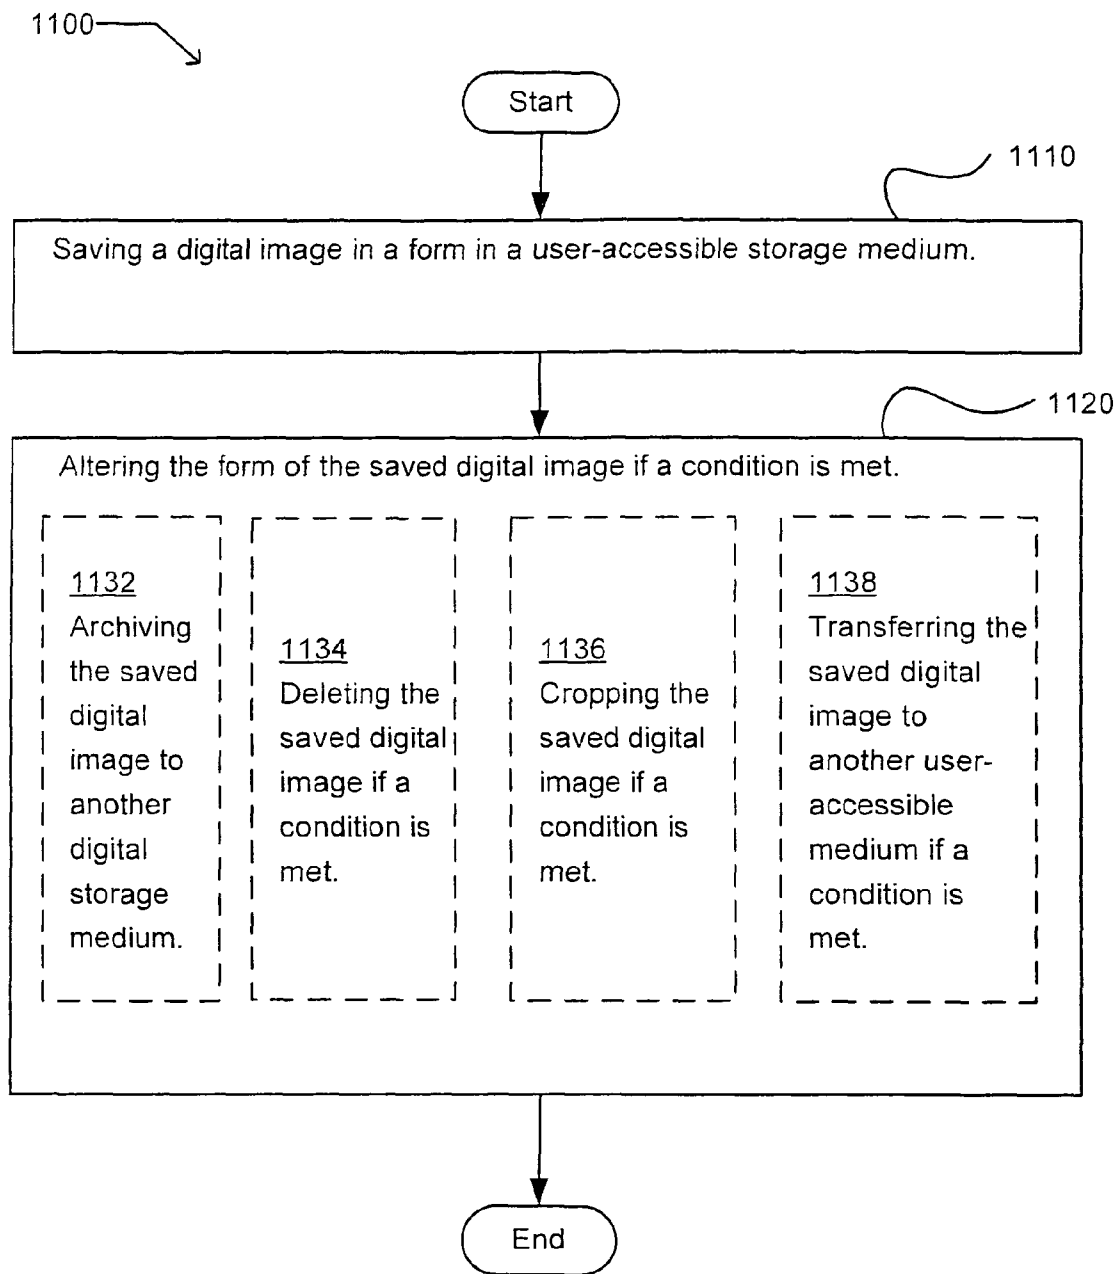 1100
Start
1110
Saving a digital image in a form in a user-accessible storage medium.
1120
Altering the form of the saved digital image if a condition is met.
1132
Archiving
the saved
digital
image to
another
digital
storage
medium.
1134
Deleting the
saved digital
image if a
condition is
met.
1136
Cropping the
saved digital
image if a
condition is
met.
1138
Transferring the
saved digital
image to
another user-
accessible
medium if a
condition is
met.
End